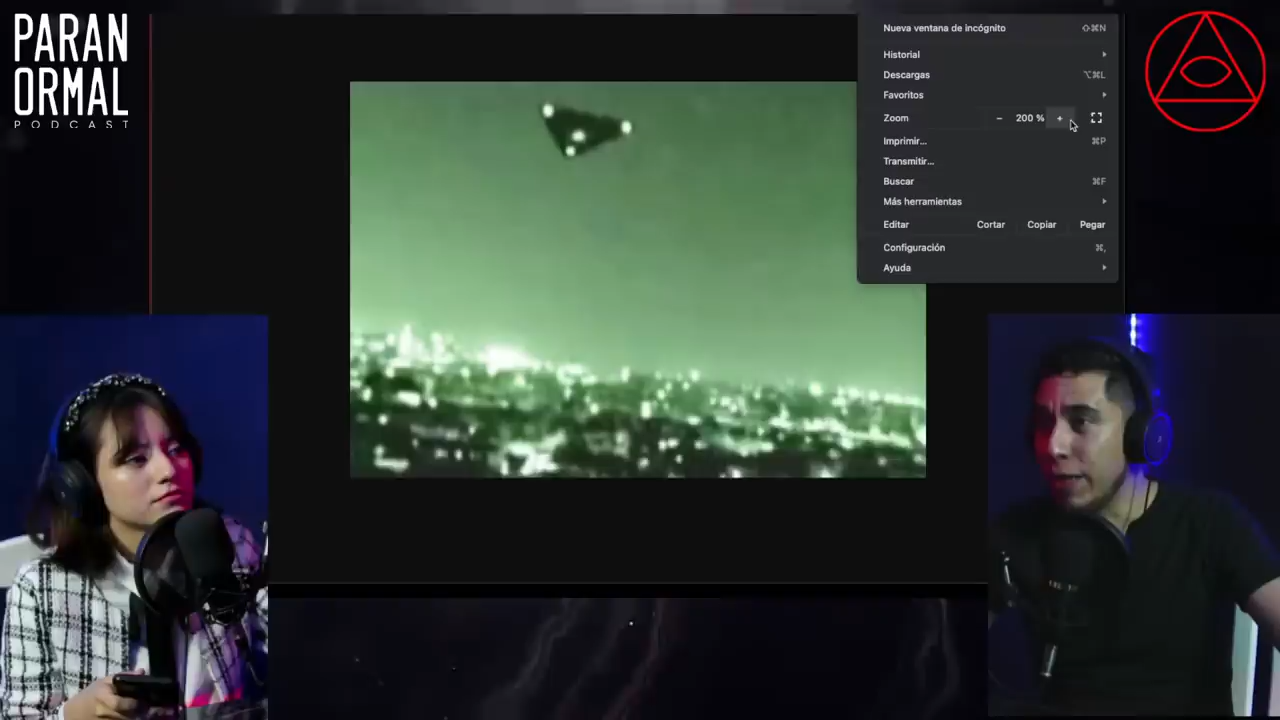 PARAN
ORMAL
PODCAST
Nueva ventana de incógnito ⇧⌘N
Historial
Descargas ⌥⌘L
Favoritos
Zoom − 200 % +
Imprimir... ⌘P
Transmitir...
Buscar ⌘F
Más herramientas
Editar Cortar Copiar Pegar
Configuración ⌘,
Ayuda